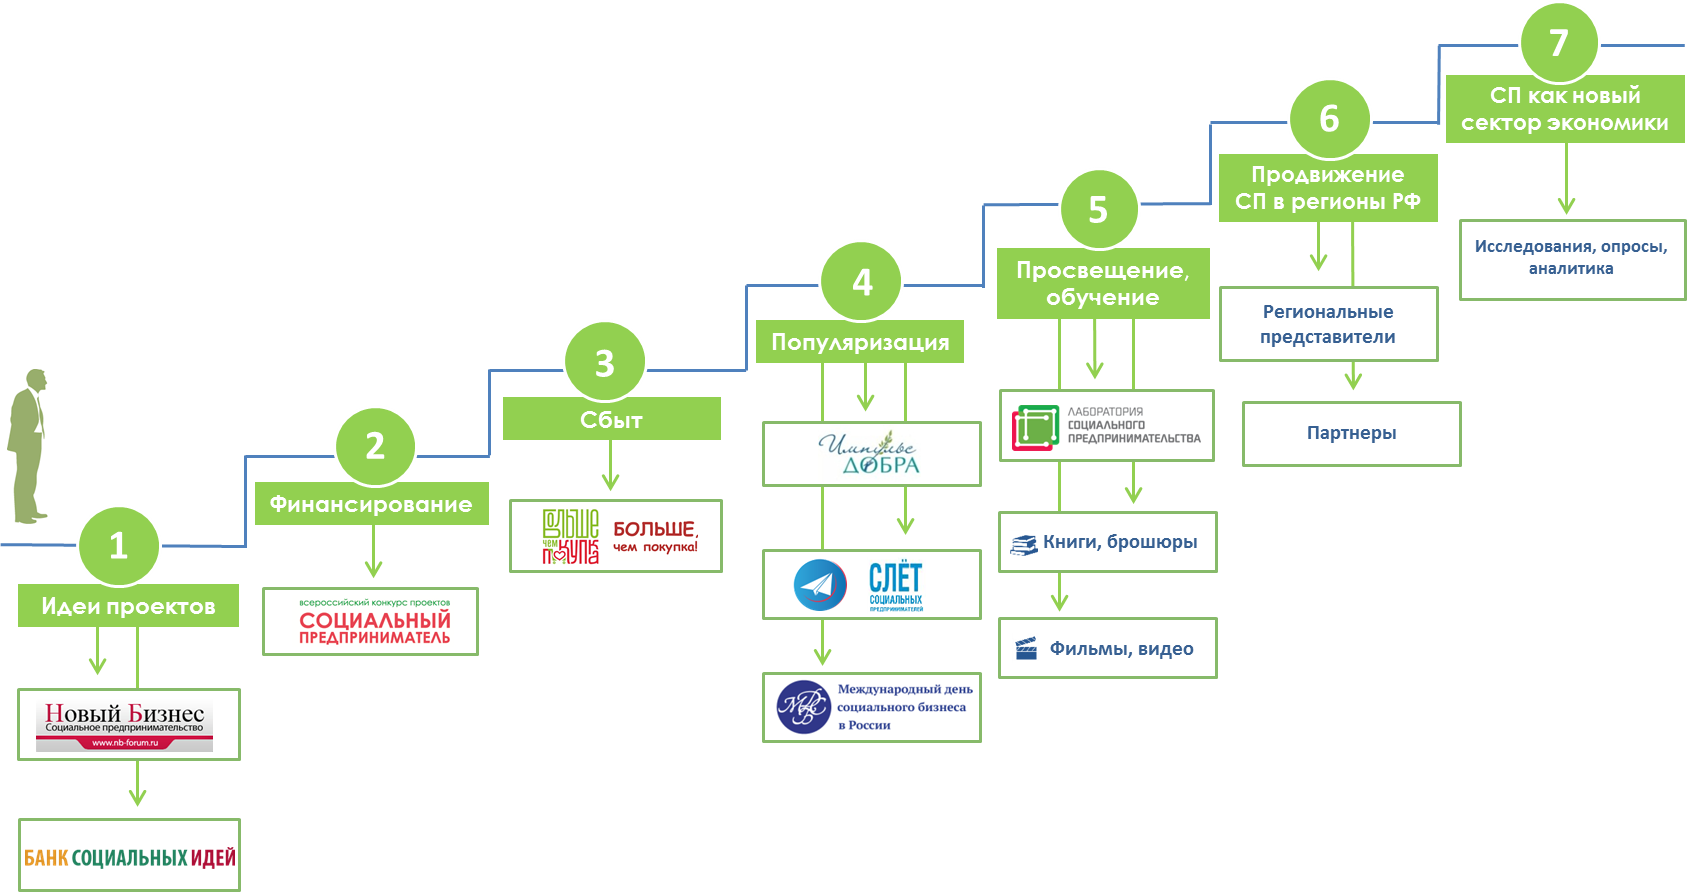 1
Идеи проектов
Новый Бизнес
Социальное предпринимательство
www.nb-forum.ru
БАНК СОЦИАЛЬНЫХ ИДЕЙ
2
Финансирование
всероссийский конкурс проектов
СОЦИАЛЬНЫЙ
ПРЕДПРИНИМАТЕЛЬ
3
Сбыт
БОЛЬШЕ
чем
ПОКУПКА
БОЛЬШЕ,
чем покупка!
4
Популяризация
Импульс
ДОБРА
СЛЁТ
СОЦИАЛЬНЫХ
ПРЕДПРИНИМАТЕЛЕЙ
МДСБ
Международный день
социального бизнеса
в России
5
Просвещение,
обучение
ЛАБОРАТОРИЯ
СОЦИАЛЬНОГО
ПРЕДПРИНИМАТЕЛЬСТВА
Книги, брошюры
Фильмы, видео
6
Продвижение
СП в регионы РФ
Региональные
представители
Партнеры
7
СП как новый
сектор экономики
Исследования, опросы,
аналитика